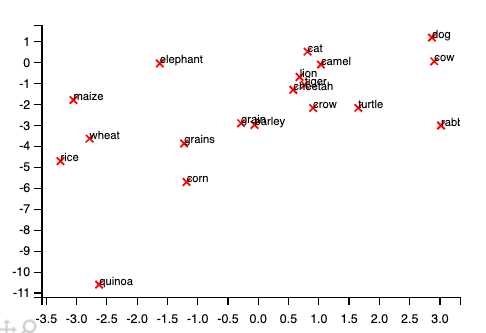 dog
1
cat
cow
0
elephant
camel
lion
-1
tiger
cheetah
maize
-2
crow
turtle
-3
grain
barley
rabb
wheat
grains
-4
rice
-5
corn
-6
-7
-8
-9
-10
quinoa
-11
-3.5 -3.0 -2.5 -2.0 -1.5 -1.0 -0.5 0.0 0.5 1.0 1.5 2.0 2.5 3.0